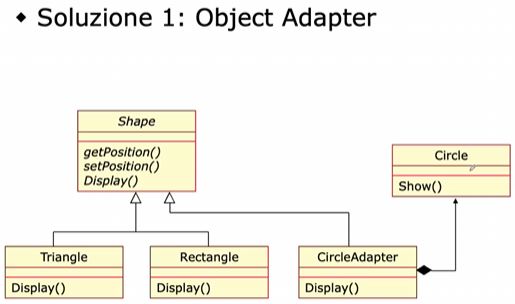 Soluzione 1: Object Adapter
Shape
getPosition()
setPosition()
Display()
Circle
Show()
Triangle
Display()
Rectangle
Display()
CircleAdapter
Display()